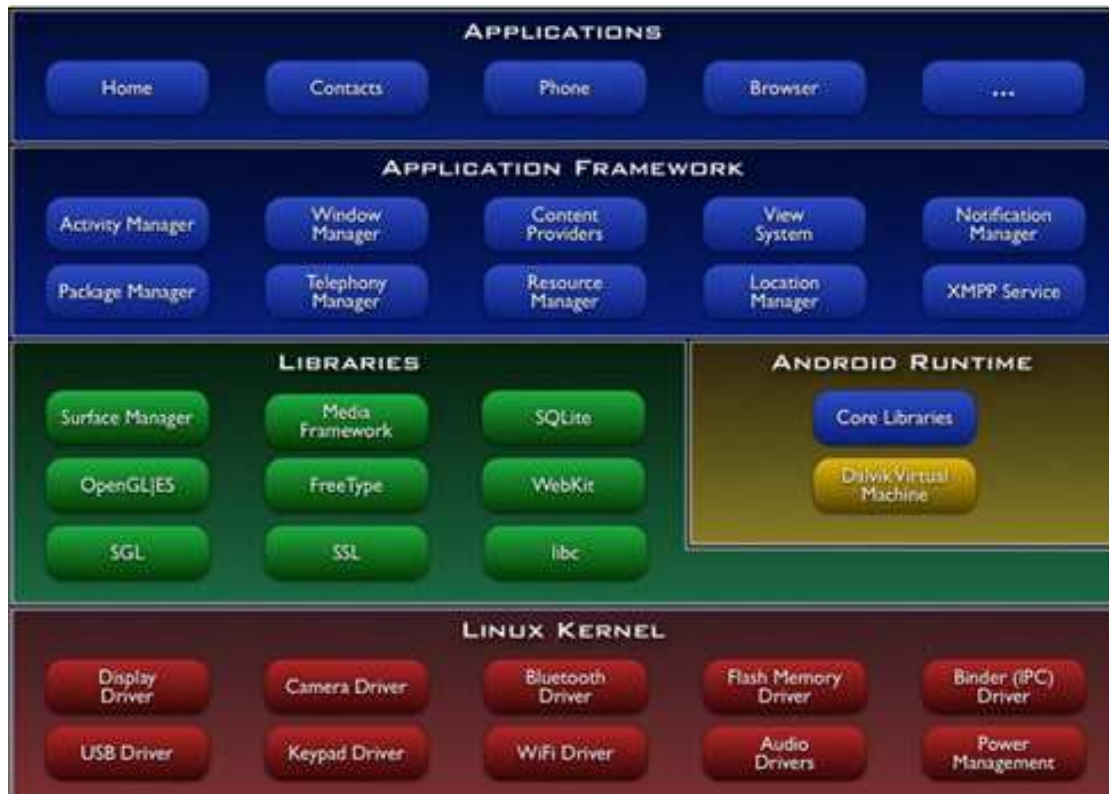 APPLICATIONS
Home
Contacts
Phone
Browser
...
APPLICATION FRAMEWORK
Activity Manager
Window
Manager
Content
Providers
View
System
Notification
Manager
Package Manager
Telephony
Manager
Resource
Manager
Location
Manager
XMPP Service
LIBRARIES
Surface Manager
Media
Framework
SQLite
OpenGL|ES
FreeType
WebKit
SGL
SSL
libc
ANDROID RUNTIME
Core Libraries
Dalvik Virtual
Machine
LINUX KERNEL
Display
Driver
Camera Driver
Bluetooth
Driver
Flash Memory
Driver
Binder (IPC)
Driver
USB Driver
Keypad Driver
WiFi Driver
Audio
Drivers
Power
Management